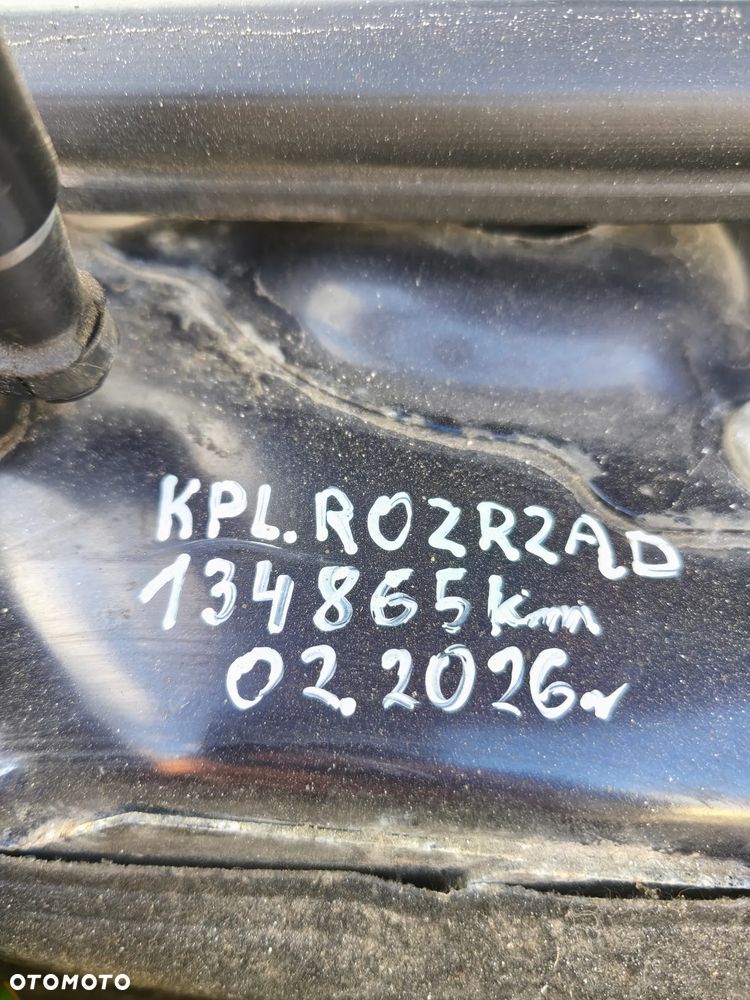 KPL. ROZRZĄD
134865km
02.2026r
OTOMOTO